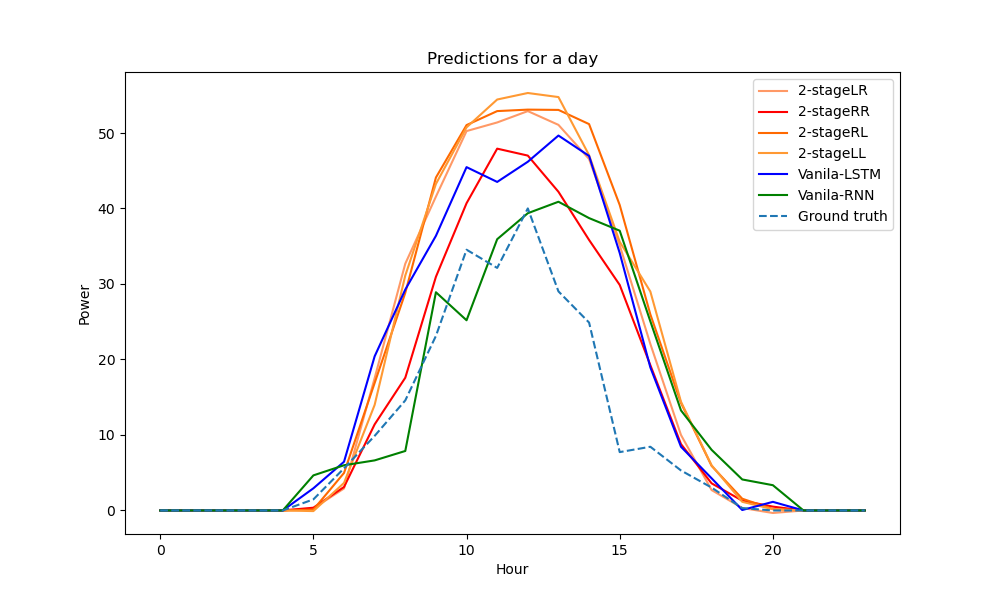 Predictions for a day
2-stageLR
2-stageRR
2-stageRL
2-stageLL
Vanila-LSTM
Vanila-RNN
Ground truth
Power
50
40
30
20
10
0
0 5 10 15 20
Hour